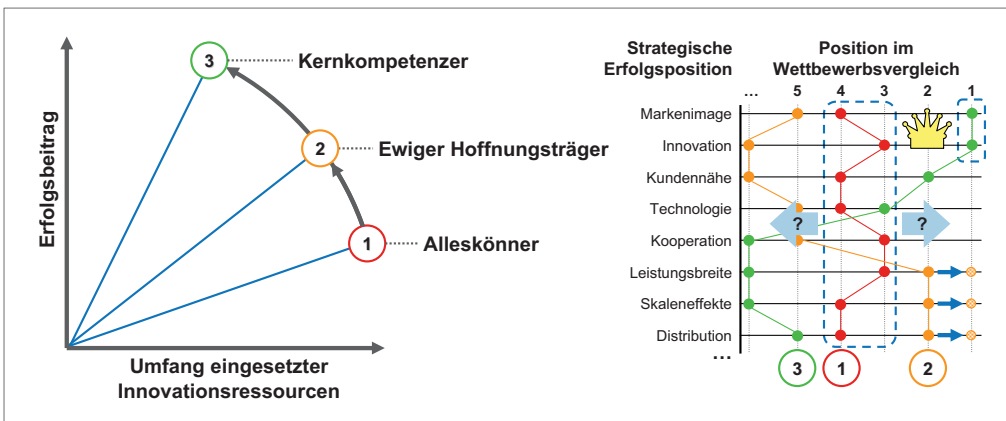 3
Kernkompetenzer
2
Ewiger Hoffnungsträger
1
Alleskönner
Erfolgsbeitrag
Umfang eingesetzter
Innovationsressourcen
Strategische
Erfolgsposition
Position im
Wettbewerbsvergleich
... 5 4 3 2 1
Markenimage
Innovation
Kundennähe
Technologie
? ?
Kooperation
Leistungsbreite
Skaleneffekte
Distribution
...
3 1 2